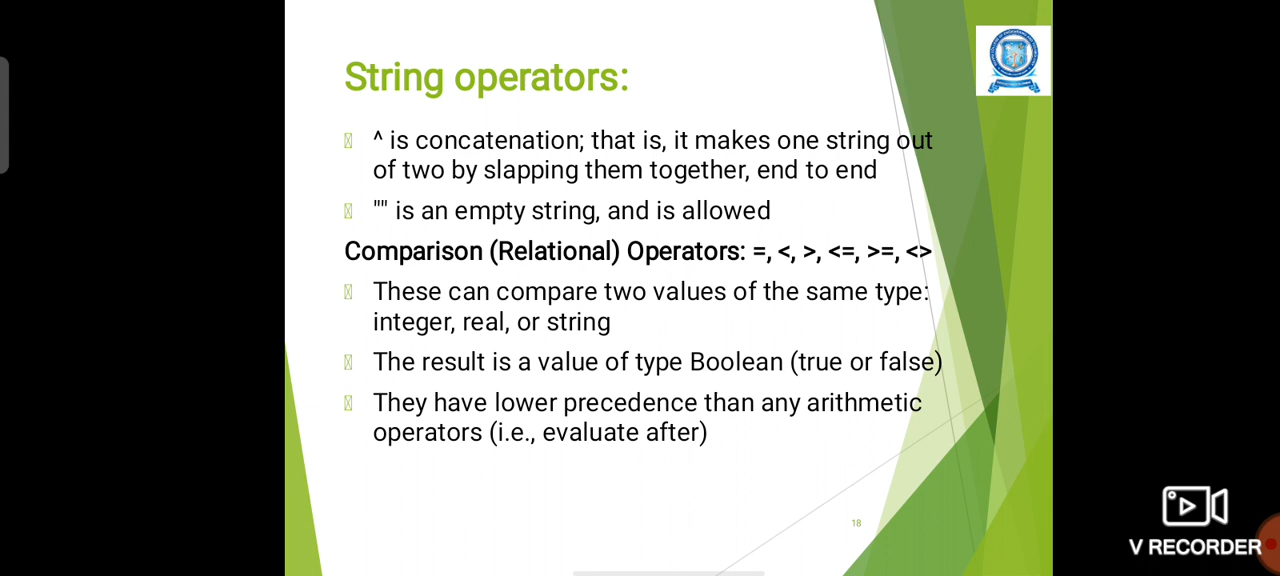 String operators:
^ is concatenation; that is, it makes one string out
of two by slapping them together, end to end
"" is an empty string, and is allowed
Comparison (Relational) Operators: =, <, >, <=, >=, <>
These can compare two values of the same type:
integer, real, or string
The result is a value of type Boolean (true or false)
They have lower precedence than any arithmetic
operators (i.e., evaluate after)
18
V RECORDER